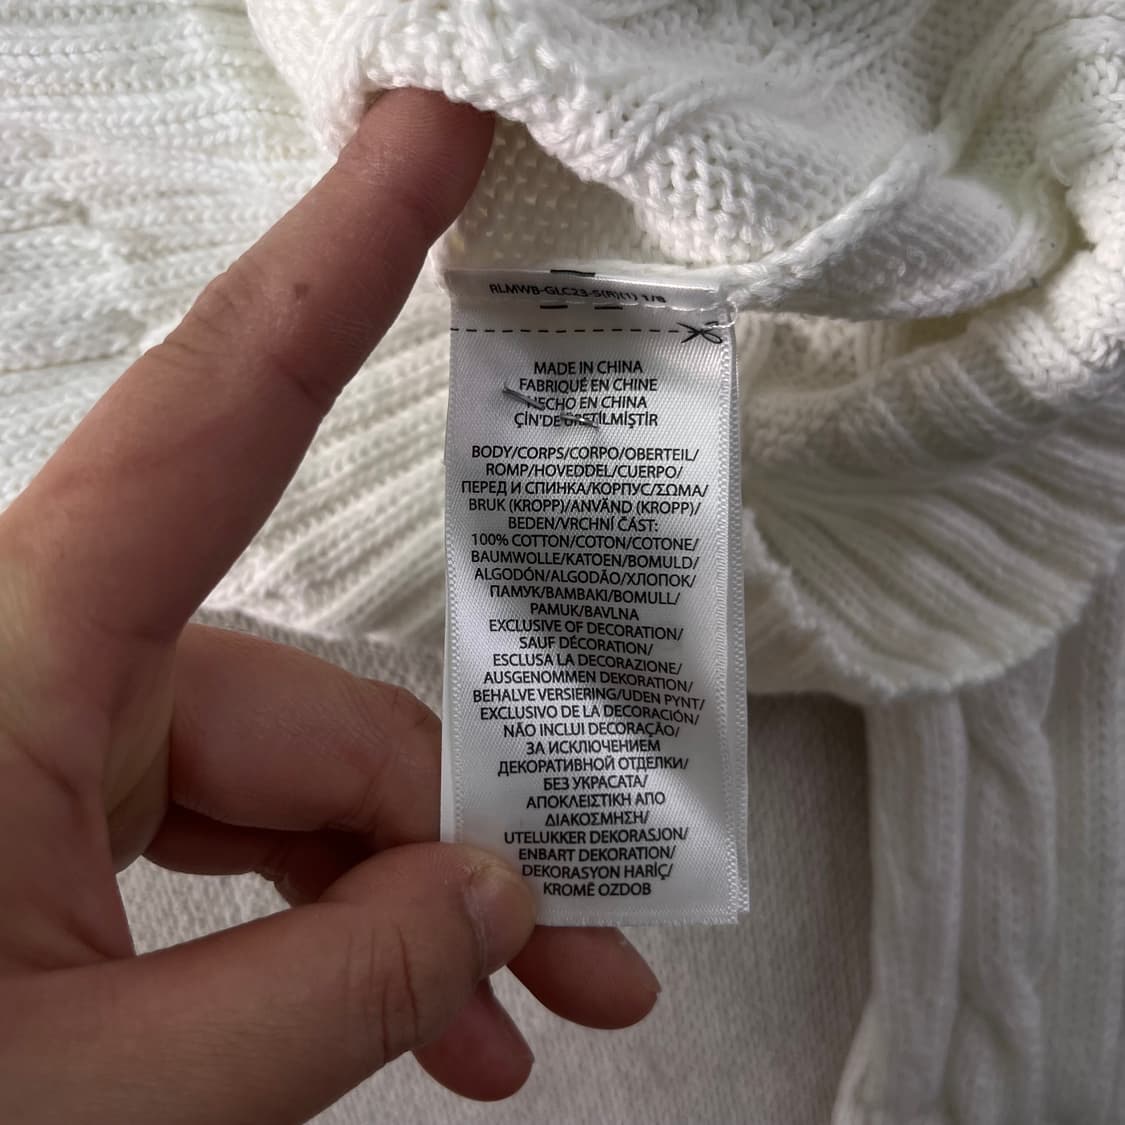 RLMWB-GLC23-S(R)(1) 1/8
MADE IN CHINA
FABRIQUÉ EN CHINE
HECHO EN CHINA
ÇİN'DE ÜRETİLMİŞTİR
BODY/CORPS/CORPO/OBERTEIL/
ROMP/HOVEDDEL/CUERPO/
ПЕРЕД И СПИНКА/КОРПУС/ΣΩΜΑ/
BRUK (KROPP)/ANVÄND (KROPP)/
BEDEN/VRCHNÍ ČÁST:
100% COTTON/COTON/COTONE/
BAUMWOLLE/KATOEN/BOMULD/
ALGODÓN/ALGODÃO/ХЛОПОК/
ПАМУК/ΒΑΜΒΑΚΙ/BOMULL/
PAMUK/BAVLNA
EXCLUSIVE OF DECORATION/
SAUF DÉCORATION/
ESCLUSA LA DECORAZIONE/
AUSGENOMMEN DEKORATION/
BEHALVE VERSIERING/UDEN PYNT/
EXCLUSIVO DE LA DECORACIÓN/
NÃO INCLUI DECORAÇÃO/
ЗА ИСКЛЮЧЕНИЕМ
ДЕКОРАТИВНОЙ ОТДЕЛКИ/
БЕЗ УКРАСАТА/
ΑΠΟΚΛΕΙΣΤΙΚΗ ΑΠΟ
ΔΙΑΚΟΣΜΗΣΗ/
UTELUKKER DEKORASJON/
ENBART DEKORATION/
DEKORASYON HARİÇ/
KROMĚ OZDOB